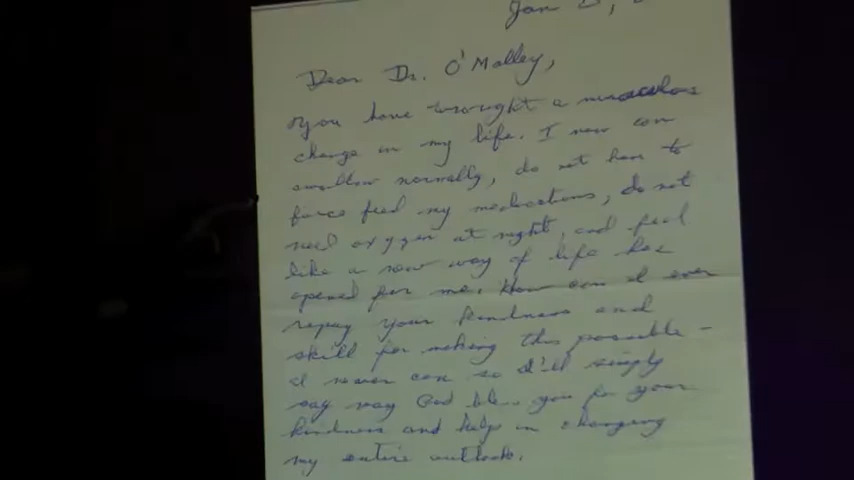 Jan
Dear Dr. O'Malley,
You have wrought a miraculous
change in my life. I now can
swallow normally, do not have to
force feed my medications, do not
need oxygen at night, and feel
like a new way of life has
opened for me. How can I ever
repay your kindness and
skill for making this possible -
I never can so I'll simply
say may God bless you for your
kindness and help in changing
my entire outlook.